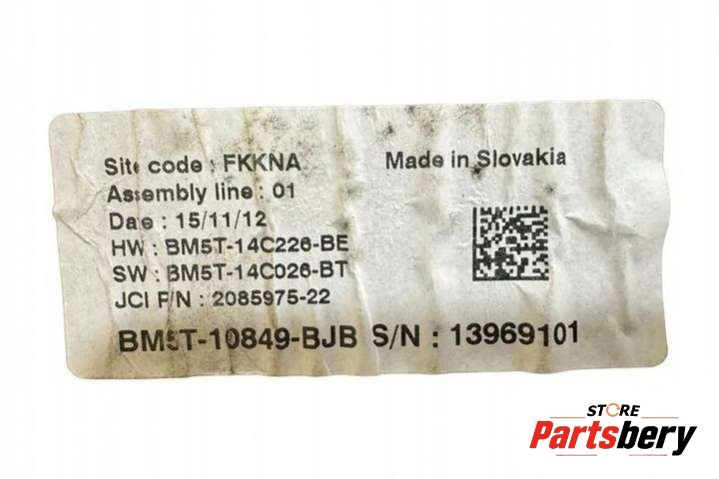 Site code : FKKNA
Made in Slovakia
Assembly line : 01
Date : 15/11/12
HW : BM5T-14C226-BE
SW : BM5T-14C026-BT
JCI P/N : 2085975-22
BM5T-10849-BJB S/N : 13969101
STORE
Partsbery